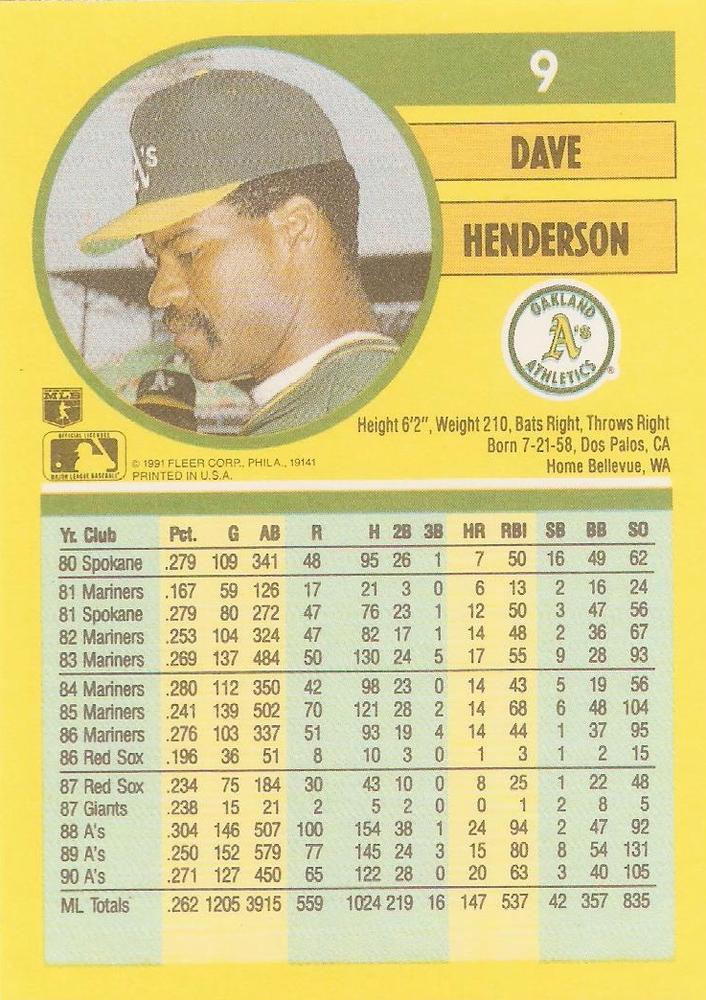 9
DAVE
HENDERSON
A's
OAKLAND
A's
ATHLETICS
®
A's
MLB
OFFICIAL LICENSEE
MAJOR LEAGUE BASEBALL
© 1991 FLEER CORP., PHILA., 19141
PRINTED IN U.S.A.
Height 6'2", Weight 210, Bats Right, Throws Right
Born 7-21-58, Dos Palos, CA
Home Bellevue, WA
Yr. Club Pct. G AB R H 2B 3B HR RBI SB BB SO
80 Spokane .279 109 341 48 95 26 1 7 50 16 49 62
81 Mariners .167 59 126 17 21 3 0 6 13 2 16 24
81 Spokane .279 80 272 47 76 23 1 12 50 3 47 56
82 Mariners .253 104 324 47 82 17 1 14 48 2 36 67
83 Mariners .269 137 484 50 130 24 5 17 55 9 28 93
84 Mariners .280 112 350 42 98 23 0 14 43 5 19 56
85 Mariners .241 139 502 70 121 28 2 14 68 6 48 104
86 Mariners .276 103 337 51 93 19 4 14 44 1 37 95
86 Red Sox .196 36 51 8 10 3 0 1 3 1 2 15
87 Red Sox .234 75 184 30 43 10 0 8 25 1 22 48
87 Giants .238 15 21 2 5 2 0 0 1 2 8 5
88 A's .304 146 507 100 154 38 1 24 94 2 47 92
89 A's .250 152 579 77 145 24 3 15 80 8 54 131
90 A's .271 127 450 65 122 28 0 20 63 3 40 105
ML Totals .262 1205 3915 559 1024 219 16 147 537 42 357 835